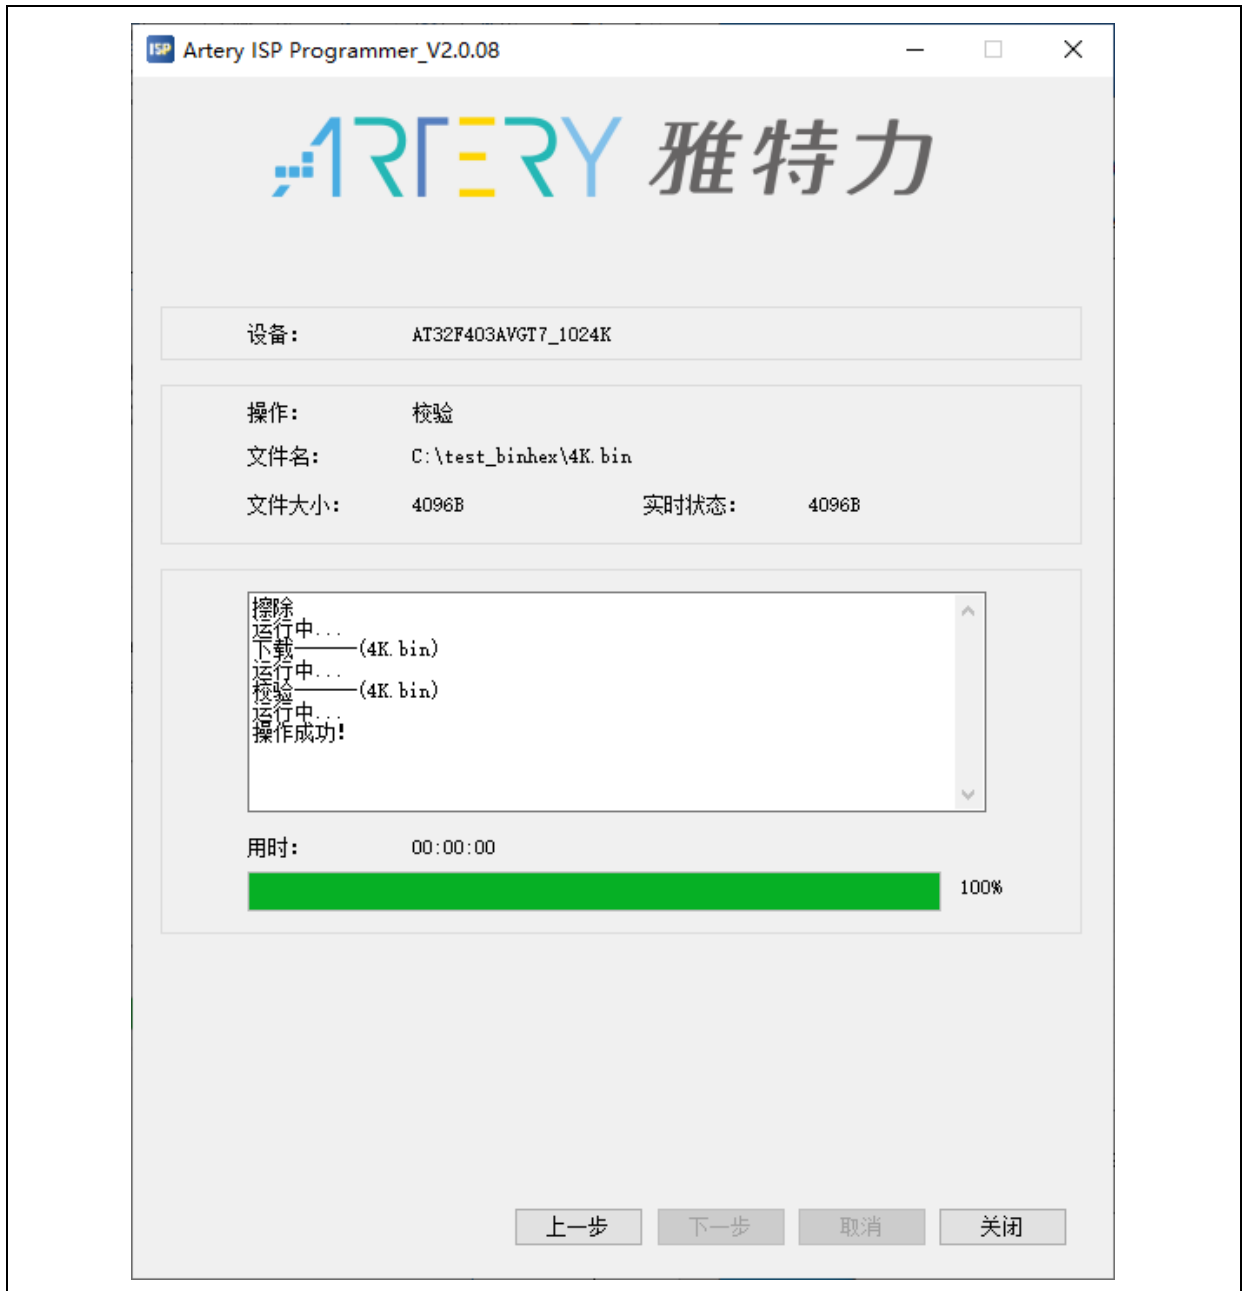 ISP Artery ISP Programmer_V2.0.08
ARTERY 雅特力
设备: AT32F403AVGT7_1024K
操作: 校验
文件名: C:\test_binhex\4K.bin
文件大小: 4096B 实时状态: 4096B
擦除
运行中...
下载———(4K.bin)
运行中...
校验———(4K.bin)
运行中...
操作成功!
用时: 00:00:00
100%
上一步 下一步 取消 关闭